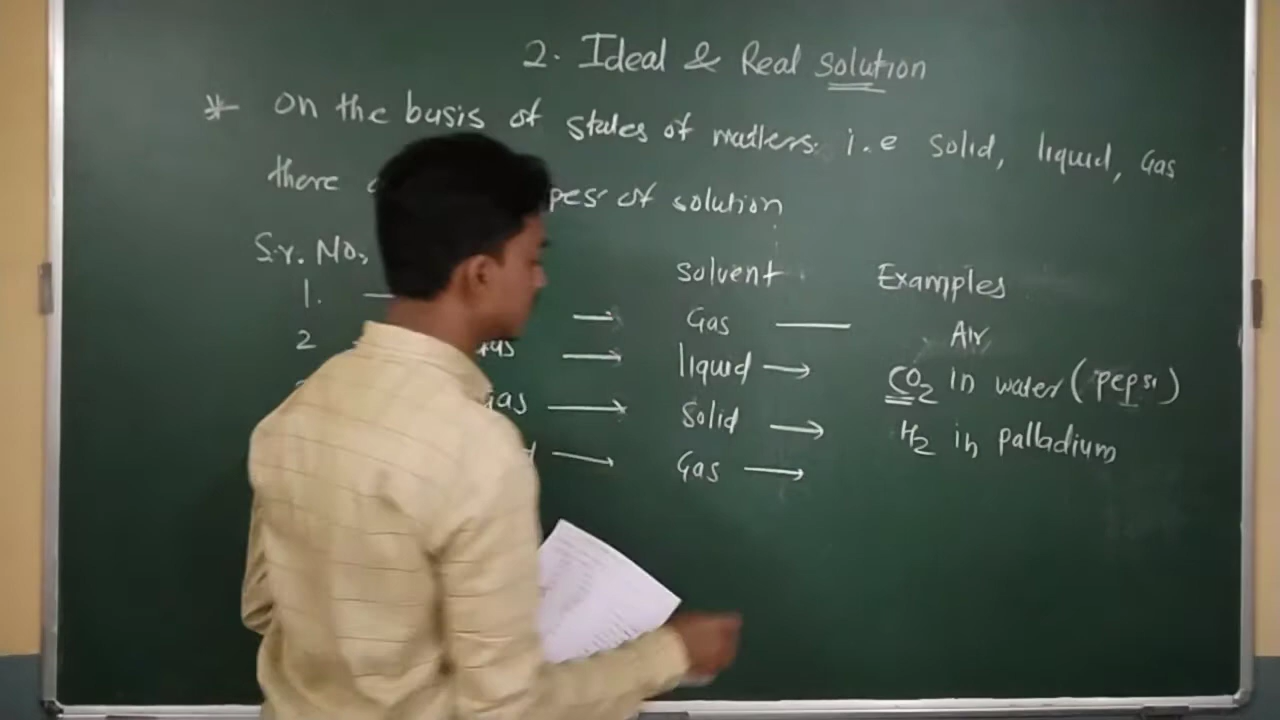 2. Ideal & Real solution
* On the basis of states of matters. i.e solid, liquid, Gas
there of solution
Sr. No. solvent Examples
1. — → Gas — Air
2 → liquid → CO2 in water (pepsi)
Gas → Solid → H2 in palladium
→ Gas →